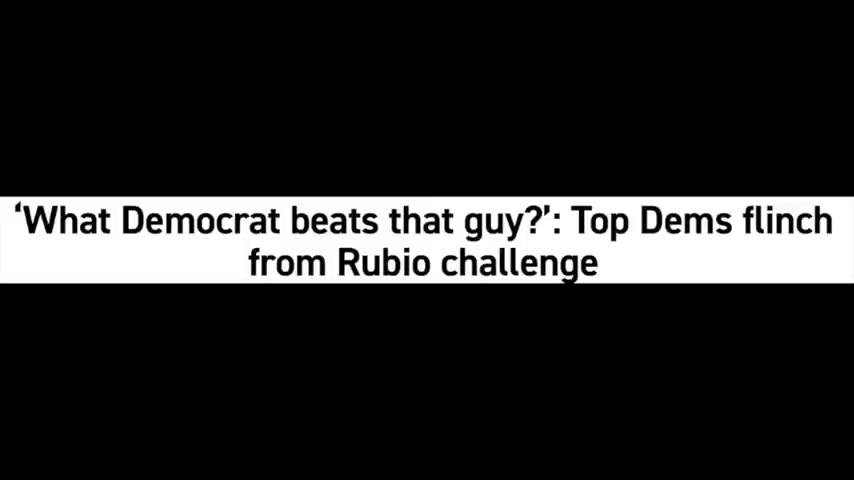 ‘What Democrat beats that guy?’: Top Dems flinch
from Rubio challenge